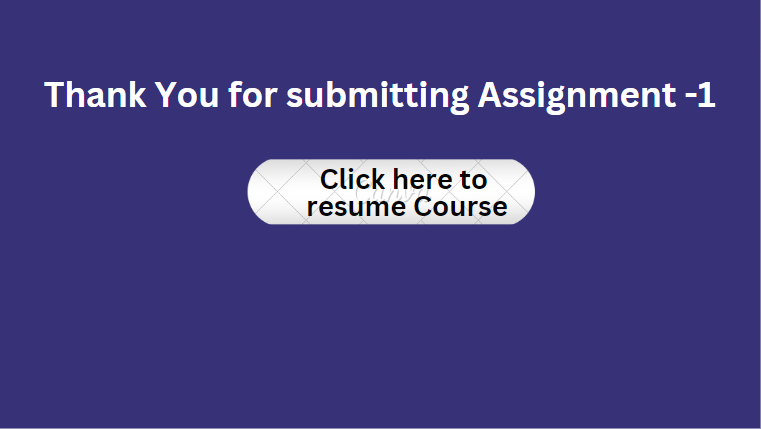 Thank You for submitting Assignment -1
Click here to
resume Course